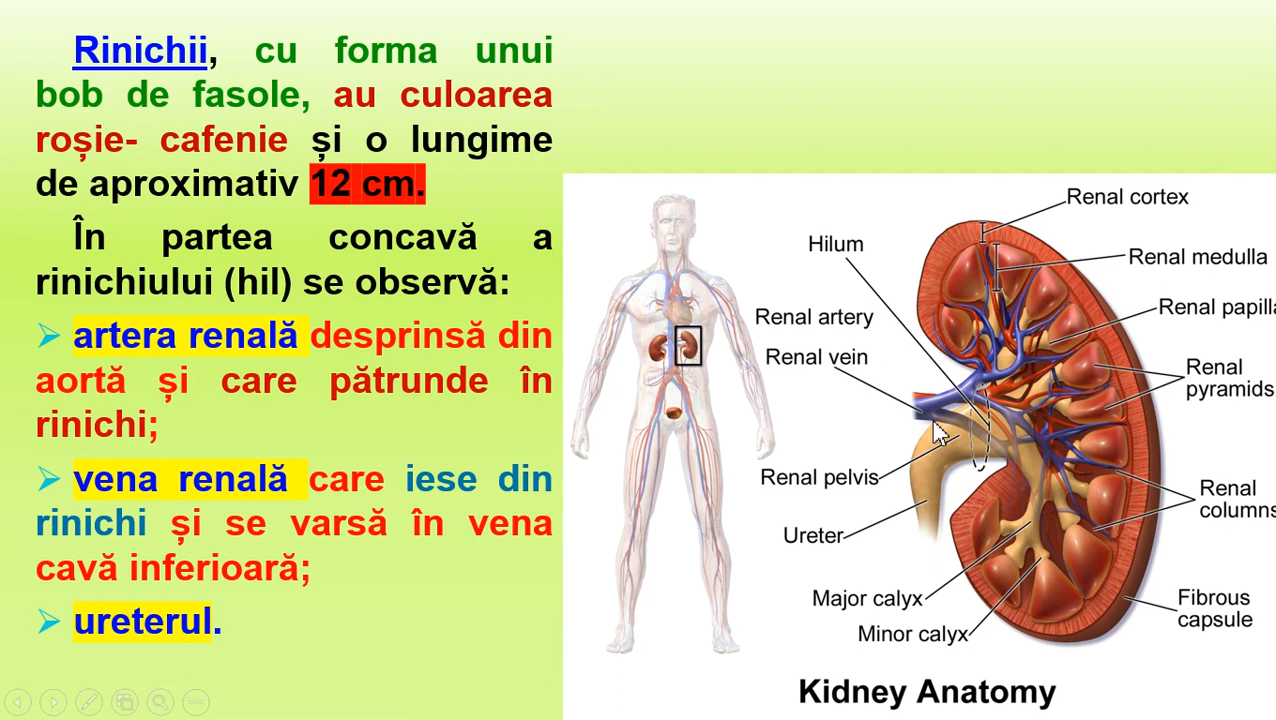 Rinichii, cu forma unui
bob de fasole, au culoarea
roșie- cafenie și o lungime
de aproximativ 12 cm.
În partea concavă a
rinichiului (hil) se observă:
artera renală desprinsă din
aortă și care pătrunde în
rinichi;
vena renală care iese din
rinichi și se varsă în vena
cavă inferioară;
ureterul.
Renal cortex
Hilum
Renal medulla
Renal artery
Renal papilla
Renal vein
Renal
pyramids
Renal pelvis
Renal
columns
Ureter
Major calyx
Fibrous
capsule
Minor calyx
Kidney Anatomy